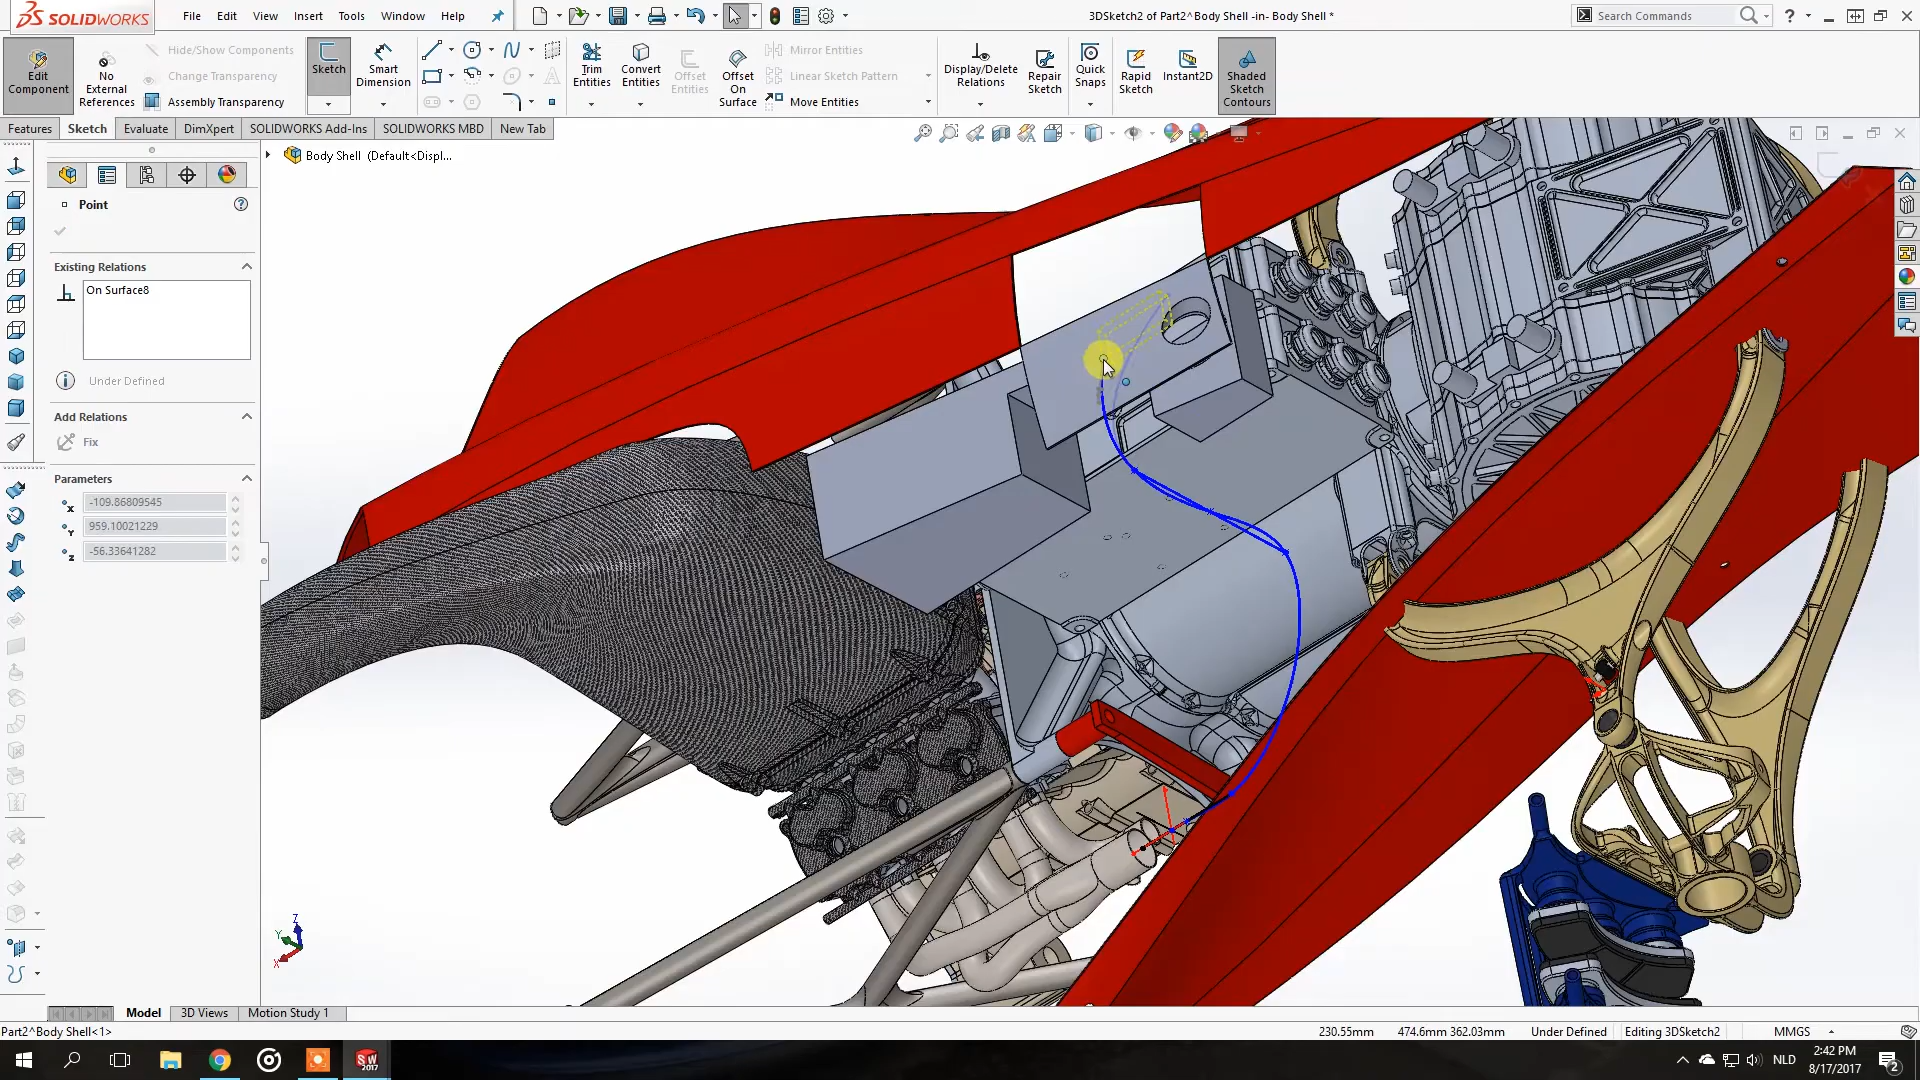 SOLIDWORKS
File Edit View Insert Tools Window Help
3DSketch2 of Part2^Body Shell -in- Body Shell *
Search Commands
Edit Component
No External References
Hide/Show Components
Change Transparency
Assembly Transparency
Sketch
Smart Dimension
Trim Entities
Convert Entities
Offset Entities
Offset On Surface
Mirror Entities
Linear Sketch Pattern
Move Entities
Display/Delete Relations
Repair Sketch
Quick Snaps
Rapid Sketch
Instant2D
Shaded Sketch Contours
Features Sketch Evaluate DimXpert SOLIDWORKS Add-Ins SOLIDWORKS MBD New Tab
Body Shell (Default<Displ...
Point
Existing Relations
On Surface8
Under Defined
Add Relations
Fix
Parameters
X -109.86809545
Y 959.10021229
Z -56.33641282
Z
Y
X
Model 3D Views Motion Study 1
Part2^Body Shell<1>
230.55mm 474.6mm 362.03mm Under Defined Editing 3DSketch2 MMGS
SW 2017
NLD
2:42 PM
8/17/2017
2